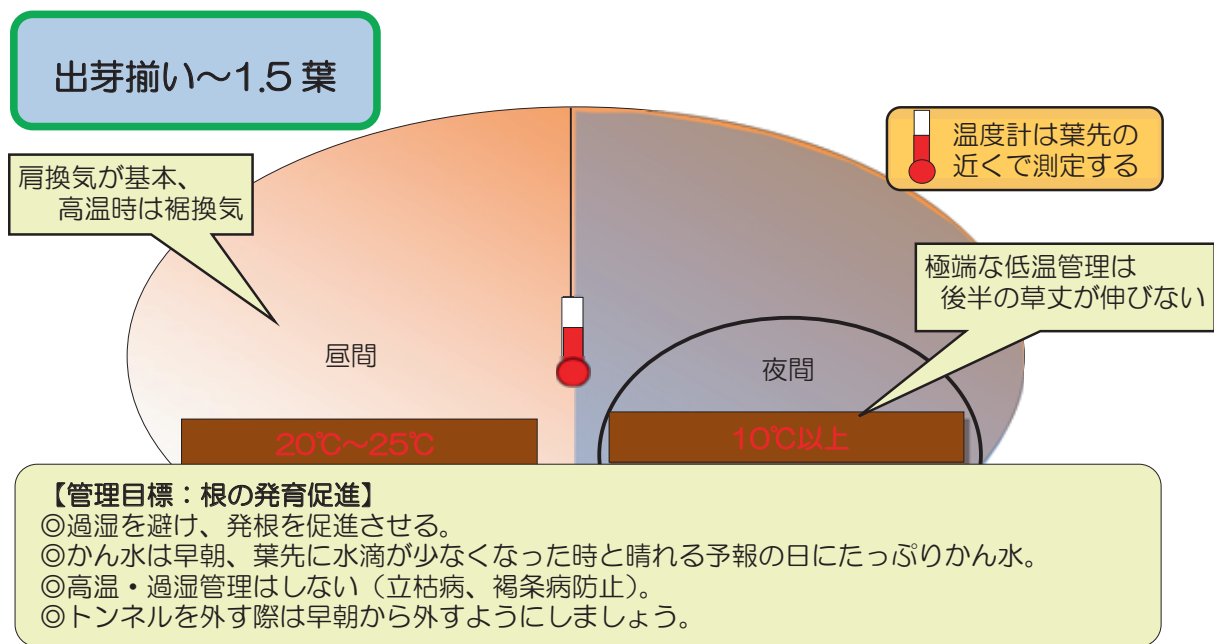 出芽揃い～1.5 葉
肩換気が基本、
高温時は裾換気
温度計は葉先の
近くで測定する
極端な低温管理は
後半の草丈が伸びない
昼間
夜間
20℃～25℃
10℃以上
【管理目標：根の発育促進】
◎過湿を避け、発根を促進させる。
◎かん水は早朝、葉先に水滴が少なくなった時と晴れる予報の日にたっぷりかん水。
◎高温・過湿管理はしない（立枯病、褐条病防止）。
◎トンネルを外す際は早朝から外すようにしましょう。